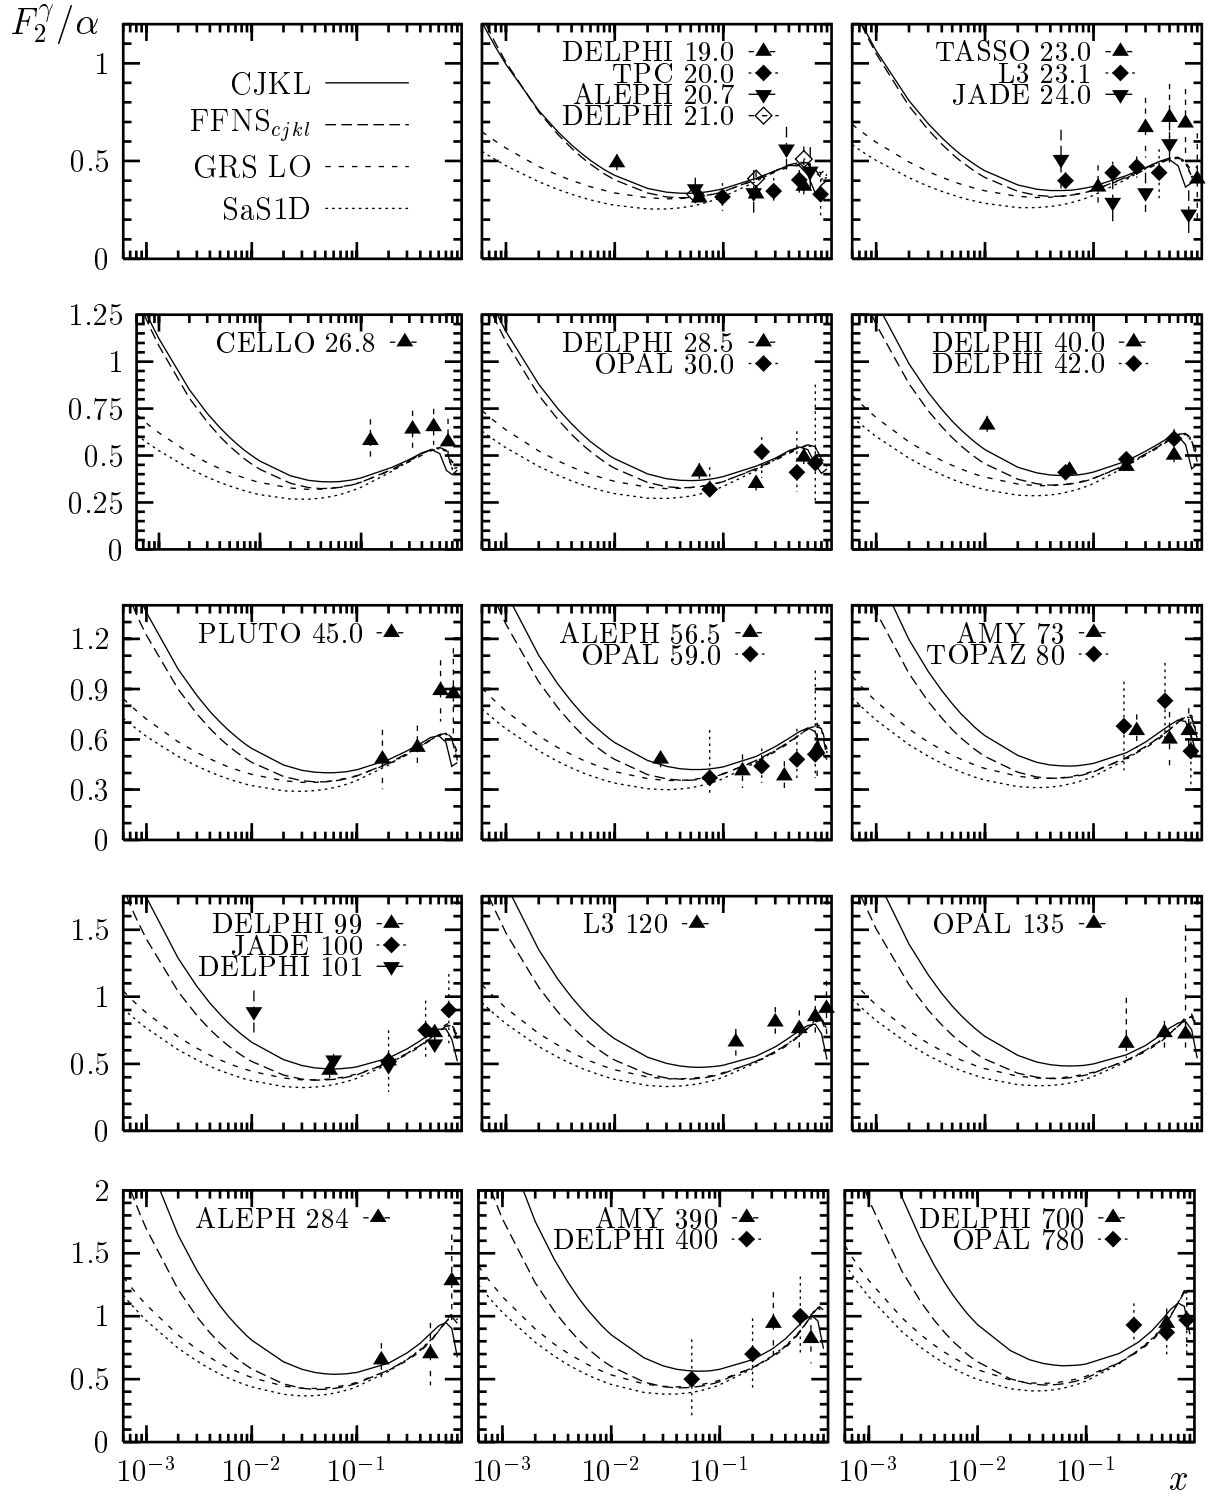 F₂^γ/α
1
0.5
0
CJKL
FFNS_cjkl
GRS LO
SaS1D
DELPHI 19.0
TPC 20.0
ALEPH 20.7
DELPHI 21.0
TASSO 23.0
L3 23.1
JADE 24.0
1.25
1
0.75
0.5
0.25
0
CELLO 26.8
DELPHI 28.5
OPAL 30.0
DELPHI 40.0
DELPHI 42.0
1.2
0.9
0.6
0.3
0
PLUTO 45.0
ALEPH 56.5
OPAL 59.0
AMY 73
TOPAZ 80
1.5
1
0.5
0
DELPHI 99
JADE 100
DELPHI 101
L3 120
OPAL 135
2
1.5
1
0.5
0
ALEPH 284
AMY 390
DELPHI 400
DELPHI 700
OPAL 780
10⁻³ 10⁻² 10⁻¹ 10⁻³ 10⁻² 10⁻¹ 10⁻³ 10⁻² 10⁻¹ x